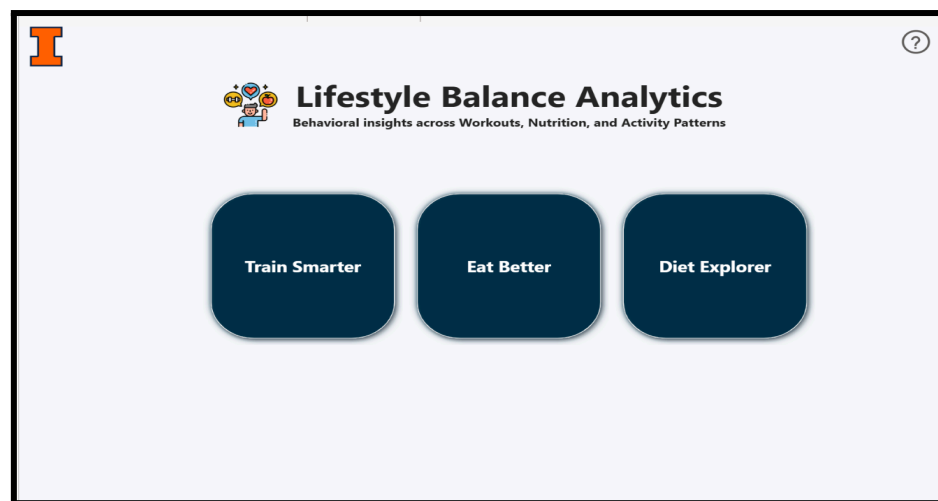 I
?
Lifestyle Balance Analytics
Behavioral insights across Workouts, Nutrition, and Activity Patterns
Train Smarter
Eat Better
Diet Explorer